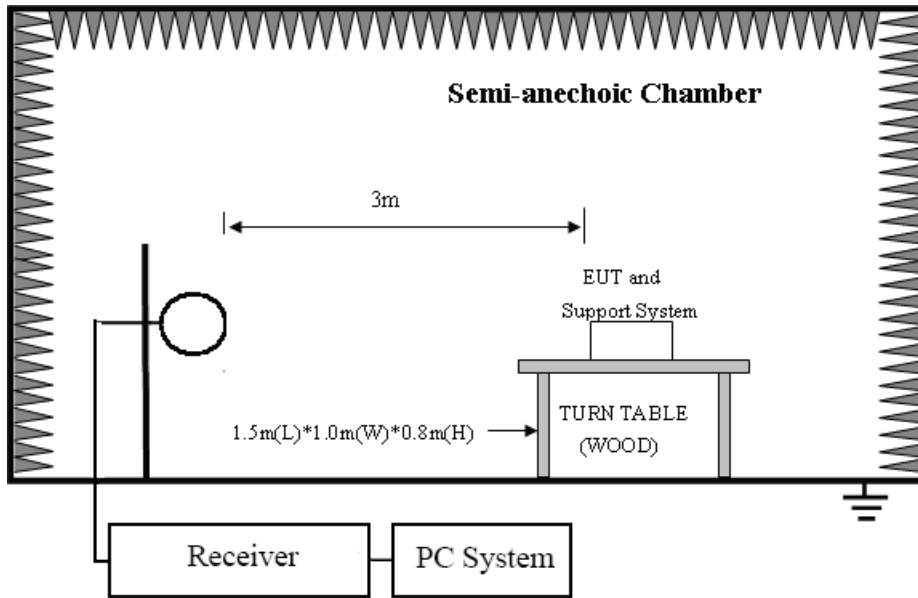 Semi-anechoic Chamber
3m
EUT and
Support System
1.5m(L)*1.0m(W)*0.8m(H)
TURN TABLE
(WOOD)
Receiver
PC System